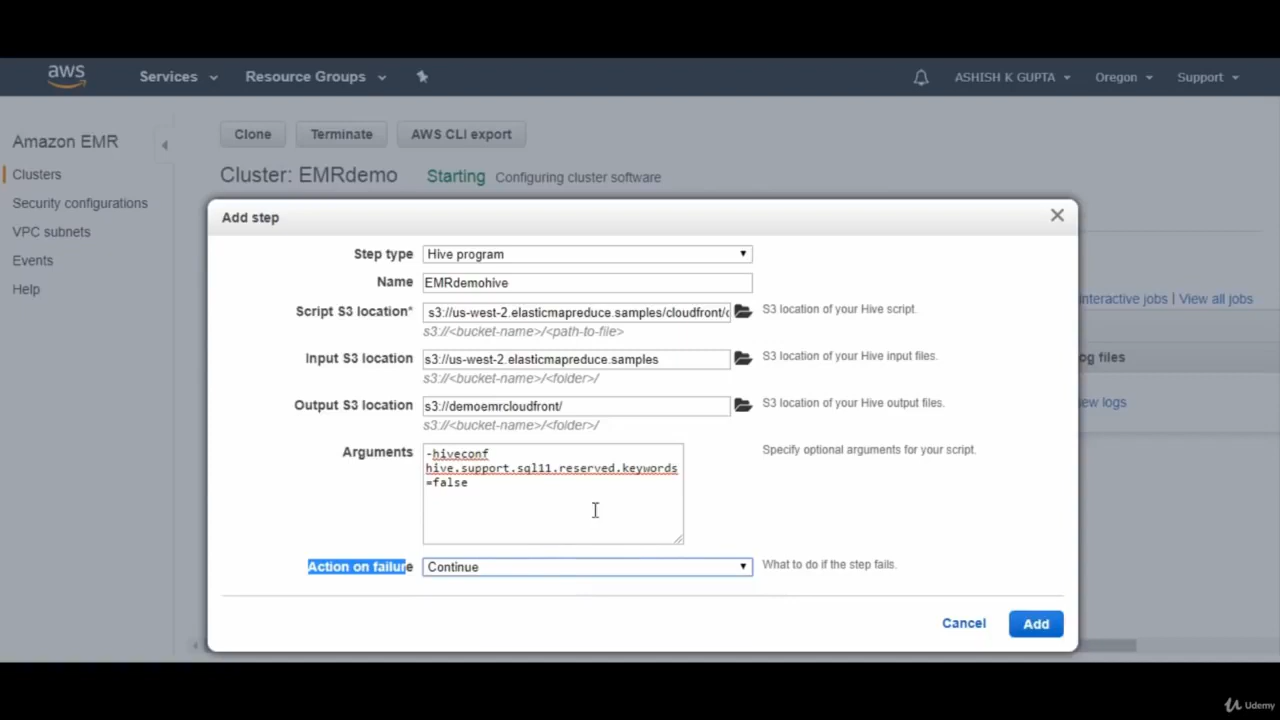 aws
Services
Resource Groups
ASHISH K GUPTA
Oregon
Support
Amazon EMR
Clusters
Security configurations
VPC subnets
Events
Help
Clone
Terminate
AWS CLI export
Cluster: EMRdemo
Starting
Configuring cluster software
interactive jobs | View all jobs
og files
ew logs
Add step
Step type
Hive program
Name
EMRdemohive
Script S3 location*
s3://us-west-2.elasticmapreduce.samples/cloudfront/
S3 location of your Hive script.
s3://<bucket-name>/<path-to-file>
Input S3 location
s3://us-west-2.elasticmapreduce.samples
S3 location of your Hive input files.
s3://<bucket-name>/<folder>/
Output S3 location
s3://demoemrcloudfront/
S3 location of your Hive output files.
s3://<bucket-name>/<folder>/
Arguments
-hiveconf
hive.support.sql11.reserved.keywords
=false
Specify optional arguments for your script.
Action on failure
Continue
What to do if the step fails.
Cancel
Add
Udemy